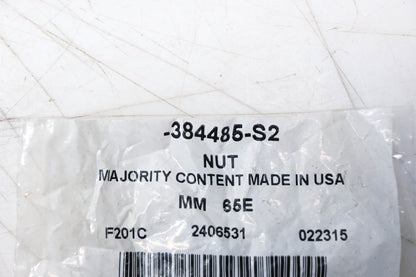 -384485-S2
NUT
MAJORITY CONTENT MADE IN USA
MM 65E
F201C 2406531 022315